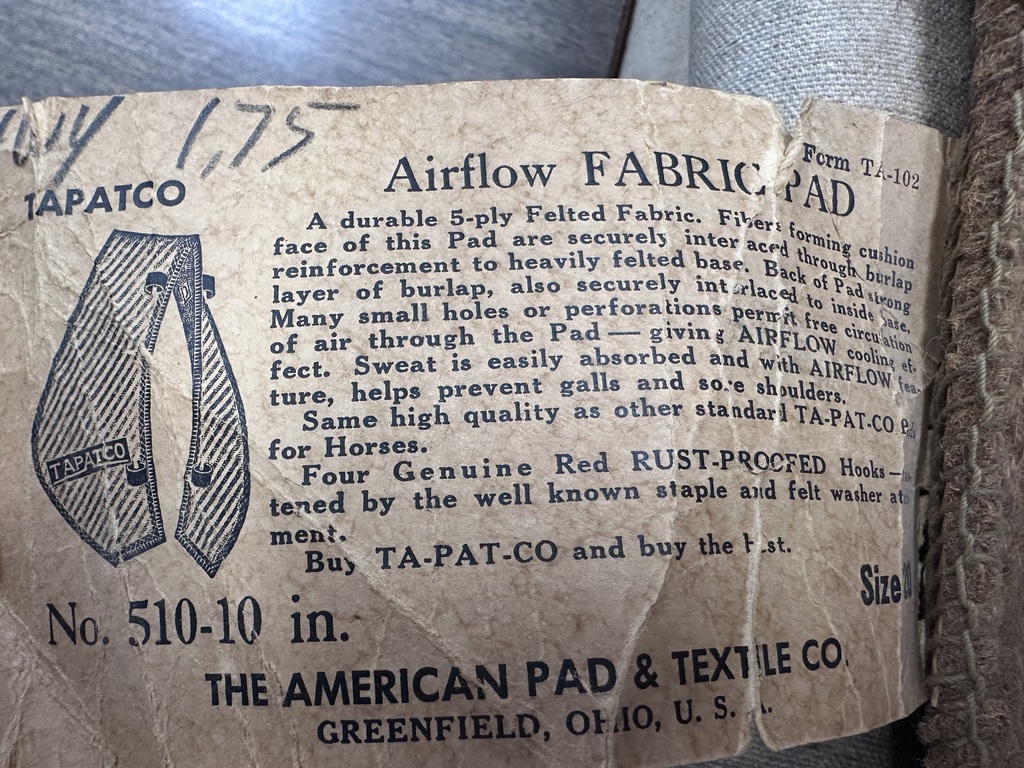 1,75
Form TA-102
TAPATCO
Airflow FABRIC PAD
A durable 5-ply Felted Fabric. Fibers forming cushion
face of this Pad are securely interlaced through burlap
reinforcement to heavily felted base. Back of Pad strong
layer of burlap, also securely interlaced to inside base.
Many small holes or perforations permit free circulation
of air through the Pad — giving AIRFLOW cooling ef-
fect. Sweat is easily absorbed and with AIRFLOW fea-
ture, helps prevent galls and sore shoulders.
Same high quality as other standard TA-PAT-CO
for Horses.
Four Genuine Red RUST-PROOFED Hooks —
tened by the well known staple and felt washer
ment.
Buy TA-PAT-CO and buy the best.
TAPATCO
Size
No. 510-10 in.
THE AMERICAN PAD & TEXTILE CO.
GREENFIELD, OHIO, U. S. A.